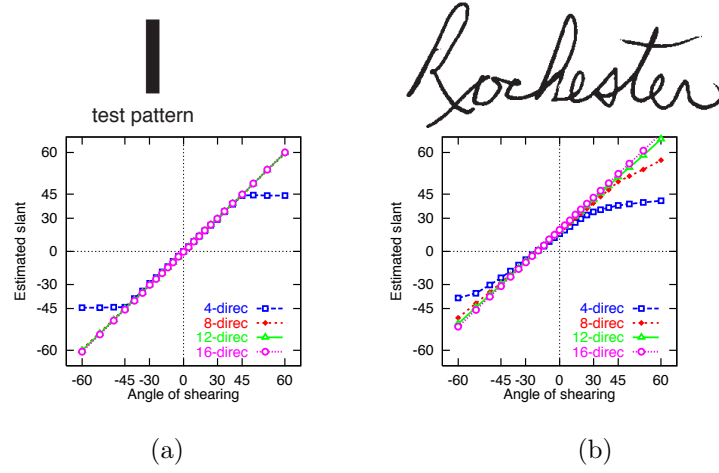 Rochester
test pattern
60
45
30
0
-30
-45
-60
Estimated slant
4-direc
8-direc
12-direc
16-direc
-60 -45 -30 0 30 45 60
Angle of shearing
(a)
60
45
30
0
-30
-45
-60
Estimated slant
4-direc
8-direc
12-direc
16-direc
-60 -45 -30 0 30 45 60
Angle of shearing
(b)